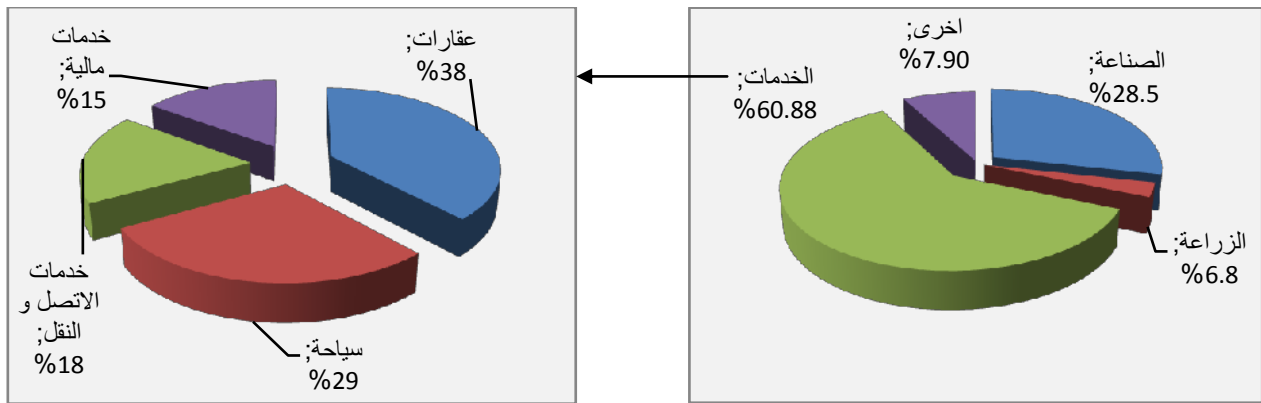 اخرى;
%7.90
الصناعة;
%28.5
الخدمات;
%60.88
الزراعة;
%6.8
عقارات;
%38
خدمات
مالية;
%15
خدمات
الاتصل و
النقل;
%18
سياحة;
%29